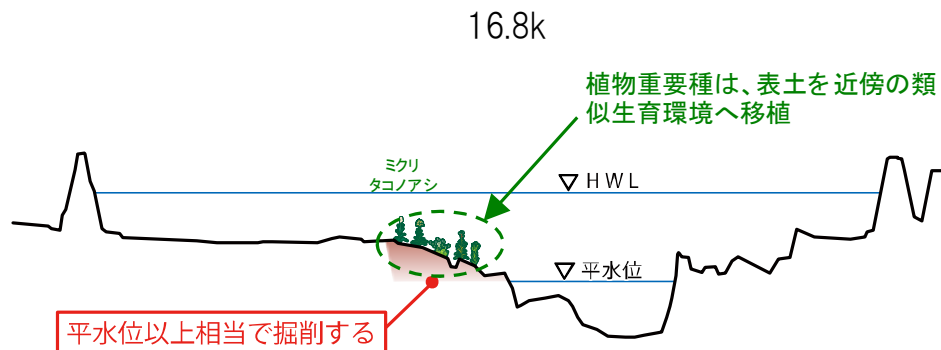 16.8k
植物重要種は、表土を近傍の類
似生育環境へ移植
ミクリ
タコノアシ
▽HWL
▽平水位
平水位以上相当で掘削する